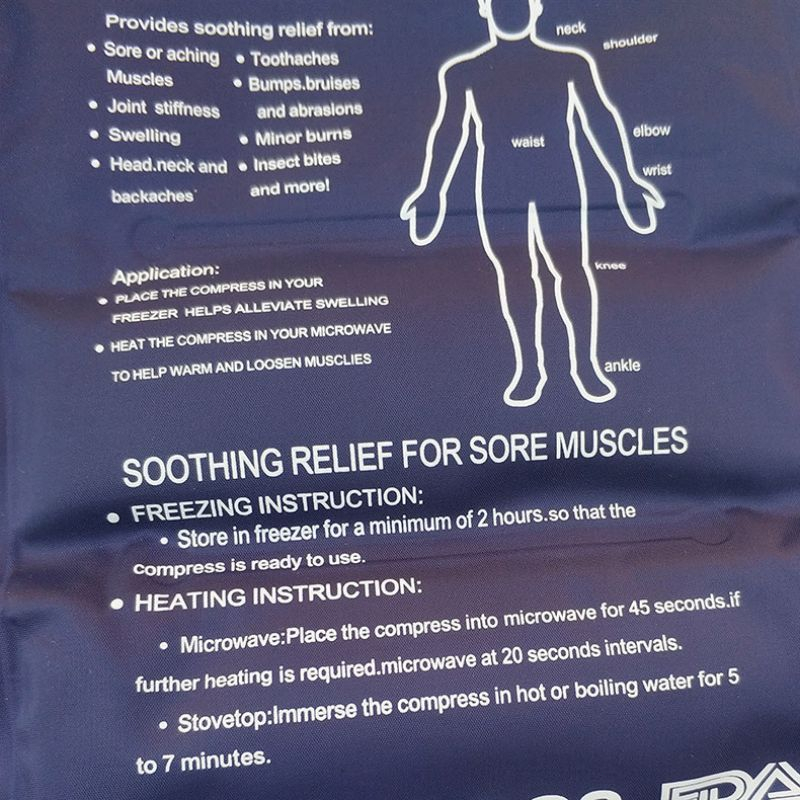 Provides soothing relief from:
• Sore or aching
Muscles
• Joint stiffness
• Swelling
• Head.neck and
backaches
• Toothaches
• Bumps.bruises
and abrasions
• Minor burns
• Insect bites
and more!
neck
shoulder
waist
elbow
wrist
knee
ankle
Application:
• PLACE THE COMPRESS IN YOUR
FREEZER HELPS ALLEVIATE SWELLING
• HEAT THE COMPRESS IN YOUR MICROWAVE
TO HELP WARM AND LOOSEN MUSCLIES
SOOTHING RELIEF FOR SORE MUSCLES
• FREEZING INSTRUCTION:
• Store in freezer for a minimum of 2 hours.so that the
compress is ready to use.
• HEATING INSTRUCTION:
• Microwave:Place the compress into microwave for 45 seconds.if
further heating is required.microwave at 20 seconds intervals.
• Stovetop:Immerse the compress in hot or boiling water for 5
to 7 minutes.
FDA